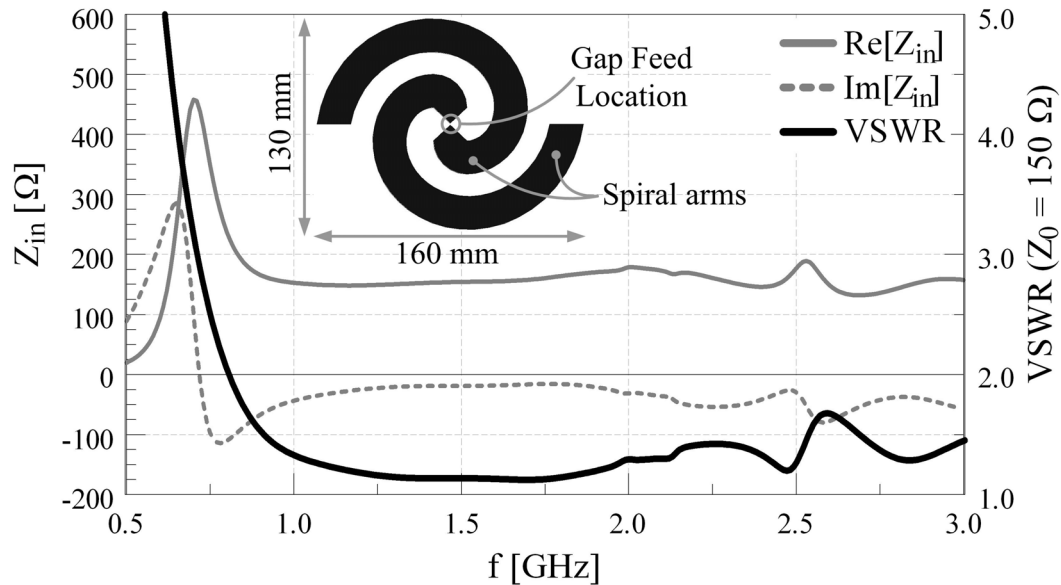 600
500
400
300
200
100
0
-100
-200
Z_in [Ω]
5.0
4.0
3.0
2.0
1.0
VSWR (Z_0 = 150 Ω)
Re[Z_in]
Im[Z_in]
VSWR
Gap Feed
Location
Spiral arms
130 mm
160 mm
0.5
1.0
1.5
2.0
2.5
3.0
f [GHz]